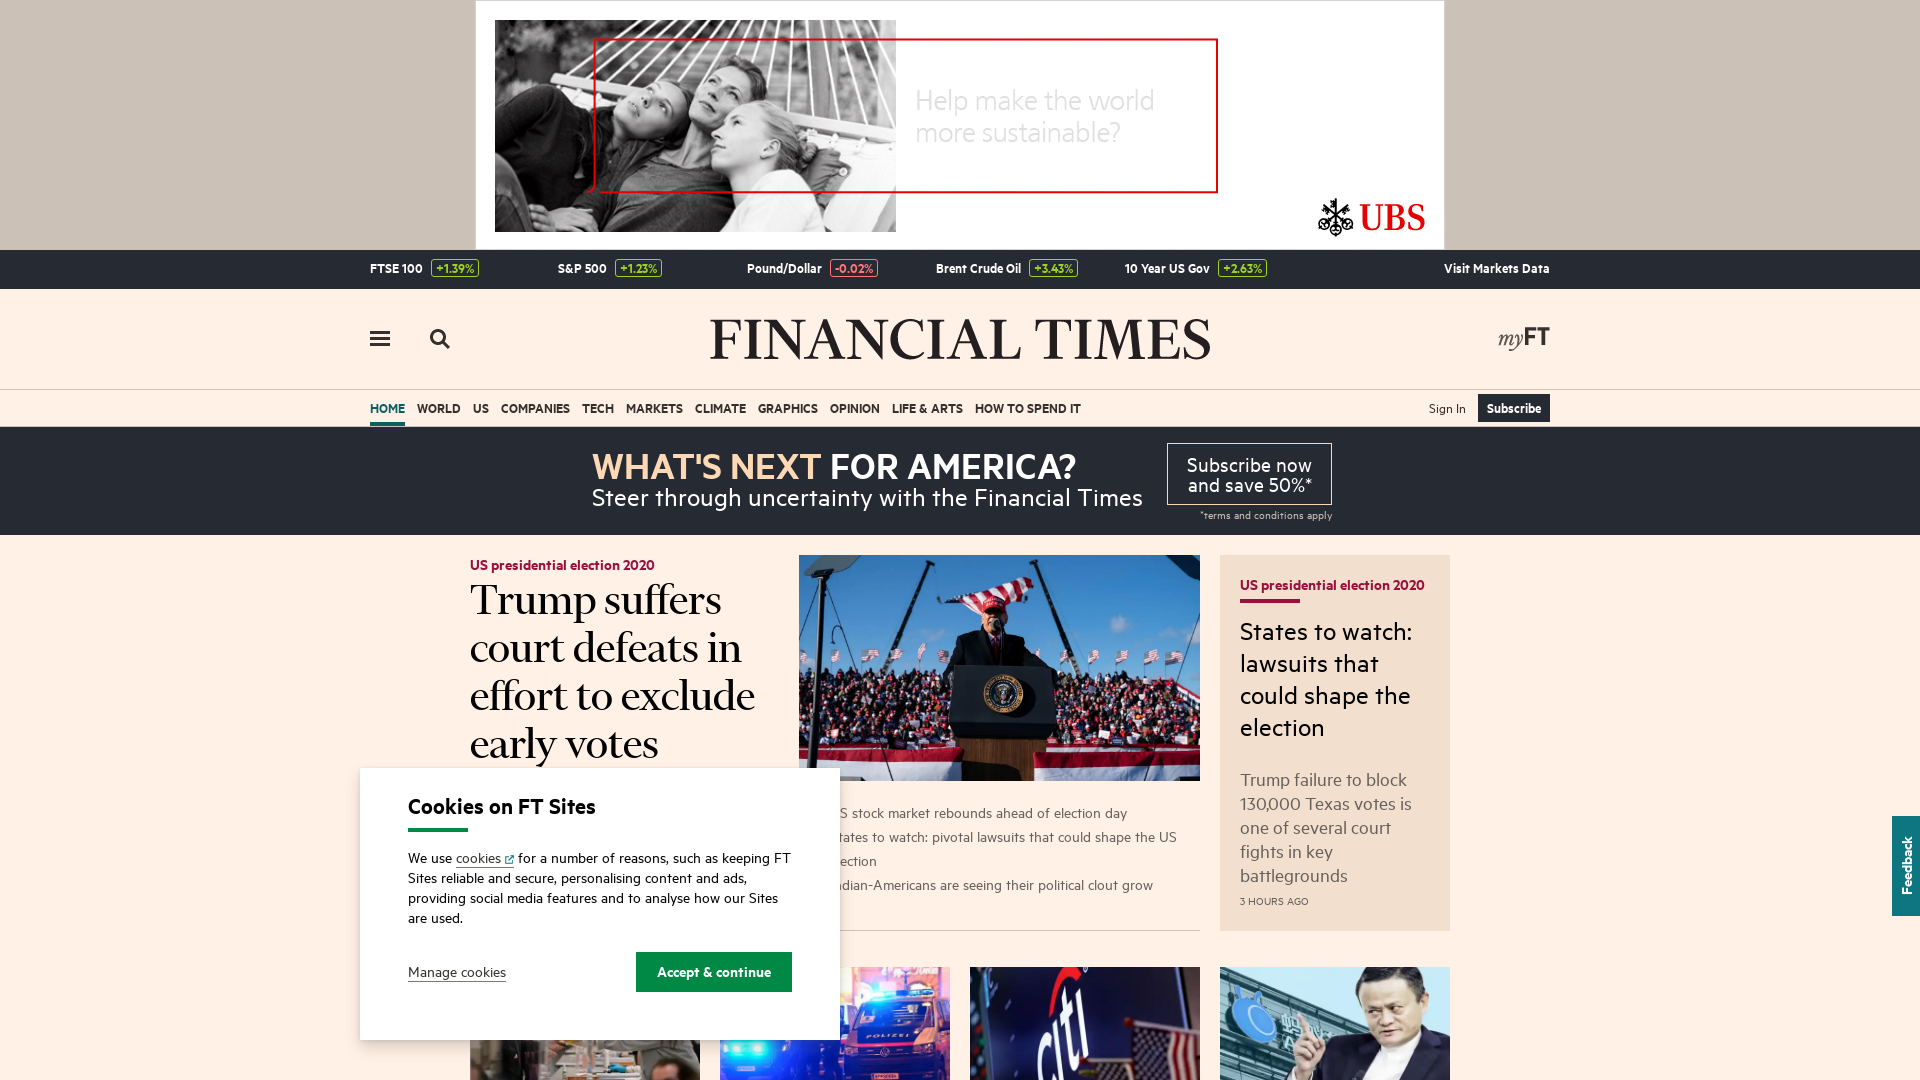 Help make the world
more sustainable?
UBS
FTSE 100 +1.39% S&P 500 +1.23% Pound/Dollar -0.02% Brent Crude Oil +3.43% 10 Year US Gov +2.63% Visit Markets Data
FINANCIAL TIMES
myFT
HOME WORLD US COMPANIES TECH MARKETS CLIMATE GRAPHICS OPINION LIFE & ARTS HOW TO SPEND IT Sign In Subscribe
WHAT'S NEXT FOR AMERICA?
Steer through uncertainty with the Financial Times
Subscribe now
and save 50%*
*terms and conditions apply
US presidential election 2020
Trump suffers
court defeats in
effort to exclude
early votes
US presidential election 2020
States to watch:
lawsuits that
could shape the
election
Trump failure to block
130,000 Texas votes is
one of several court
fights in key
battlegrounds
3 HOURS AGO
stock market rebounds ahead of election day
to watch: pivotal lawsuits that could shape the US
are seeing their political clout grow
Cookies on FT Sites
We use cookies for a number of reasons, such as keeping FT
Sites reliable and secure, personalising content and ads,
providing social media features and to analyse how our Sites
are used.
Manage cookies
Accept & continue
Feedback
POLIZEI
citi